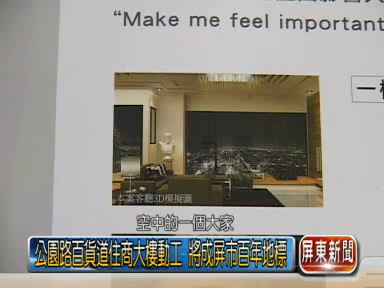 "Make me feel important
一
本案客廳3D模擬圖
空中的一個大家
公園路百貨道住商大樓動工 將成屏市百年地標
屏東新聞